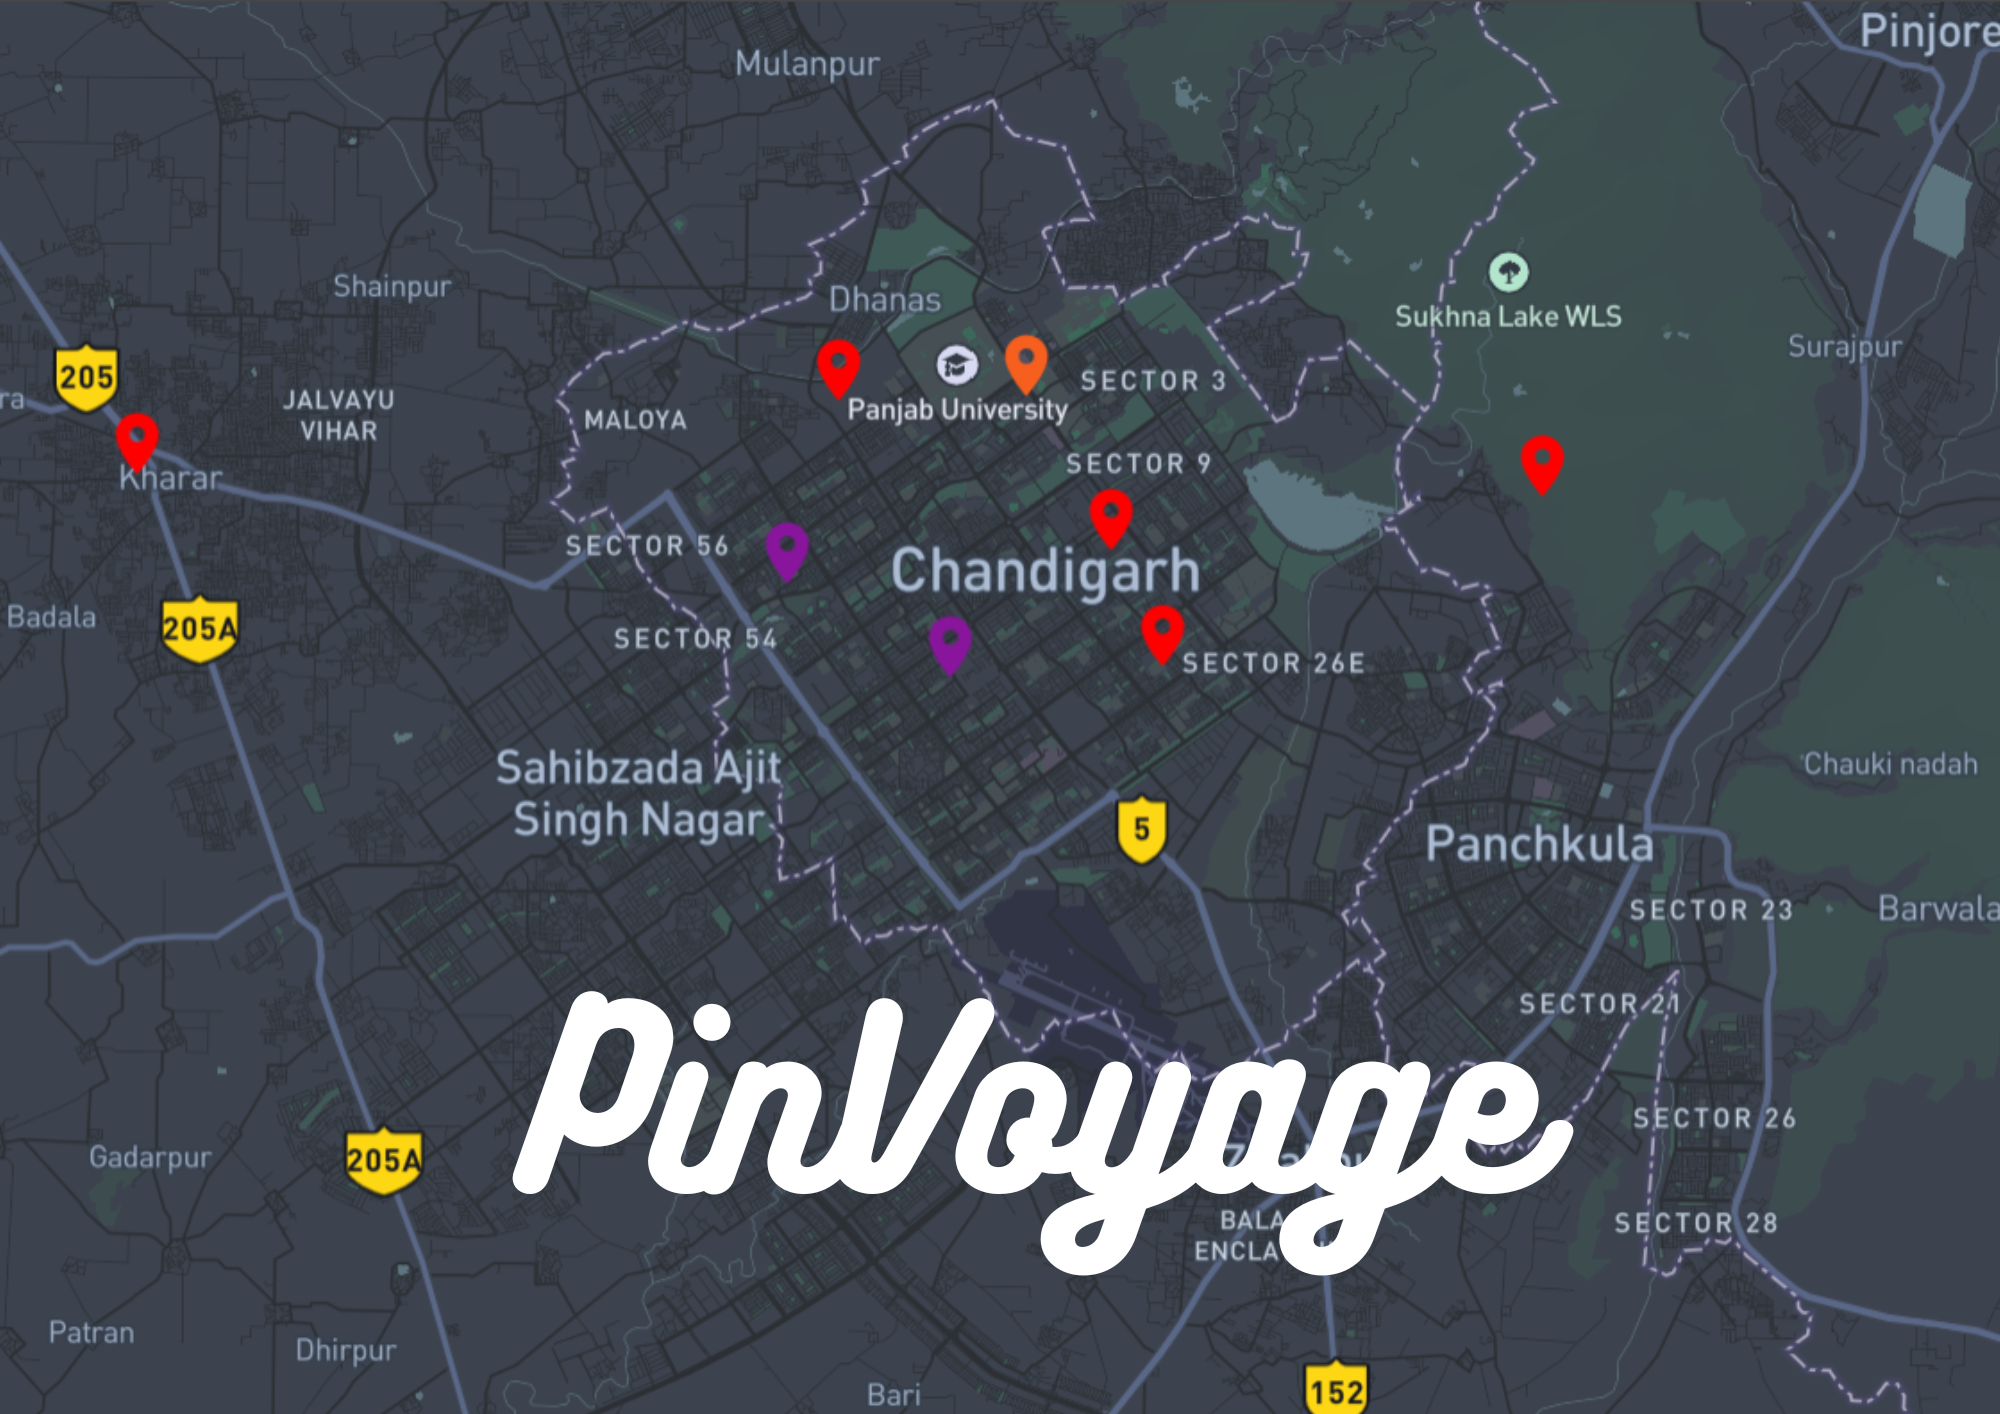 Pinjore
Mulanpur
Shainpur
Dhanas
Sukhna Lake WLS
Surajpur
205
ra
JALVAYU
VIHAR
MALOYA
SECTOR 3
Panjab University
Kharar
SECTOR 9
SECTOR 56
Chandigarh
Badala
205A
SECTOR 54
SECTOR 26E
Sahibzada Ajit
Singh Nagar
Chauki nadah
5
Panchkula
SECTOR 23
Barwala
SECTOR 21
PinVoyage
SECTOR 26
Gadarpur
205A
BALA
ENCLA
SECTOR 28
Patran
Dhirpur
Bari
152